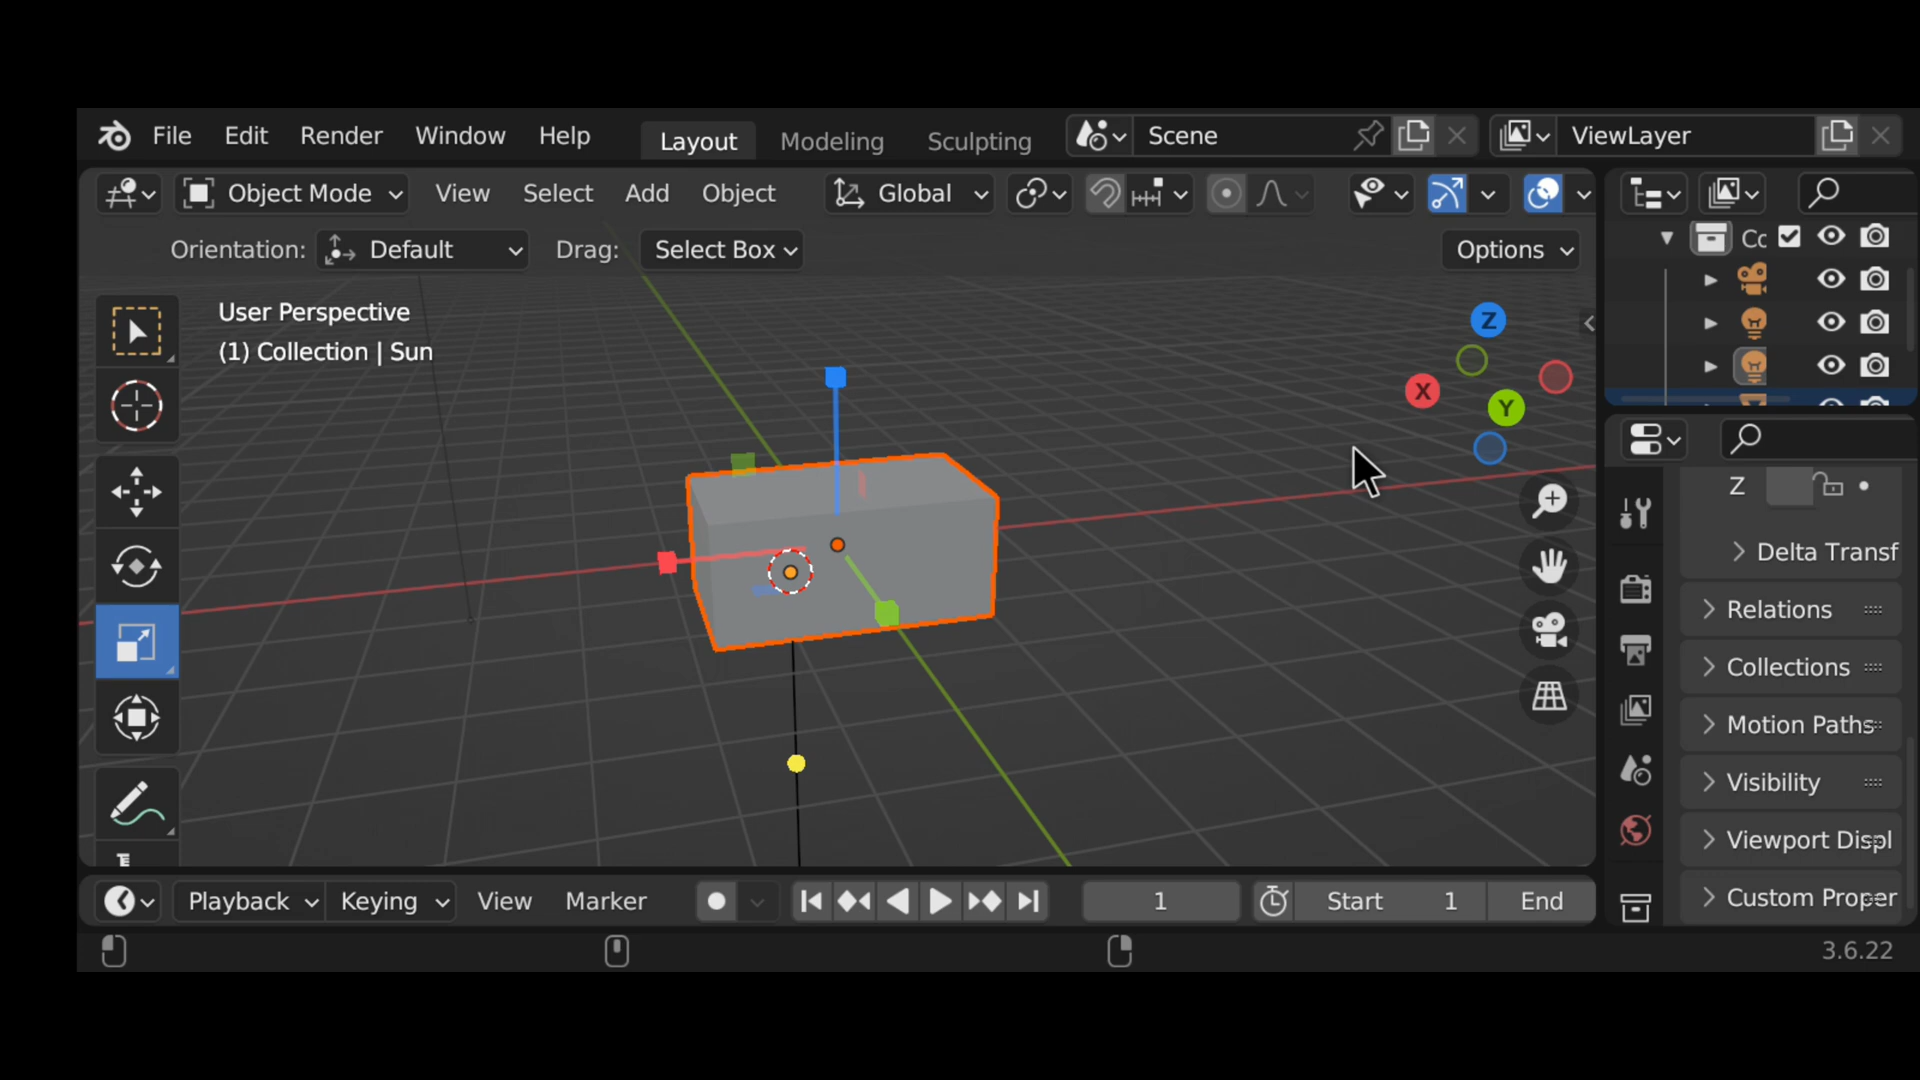 File Edit Render Window Help Layout Modeling Sculpting Scene ViewLayer
Object Mode View Select Add Object Global
Orientation: Default Drag: Select Box Options
Co
User Perspective
(1) Collection | Sun
Z
X
Y
Z
Delta Transf
Relations
Collections
Motion Paths
Visibility
Viewport Displ
Custom Proper
Playback Keying View Marker 1 Start 1 End
3.6.22